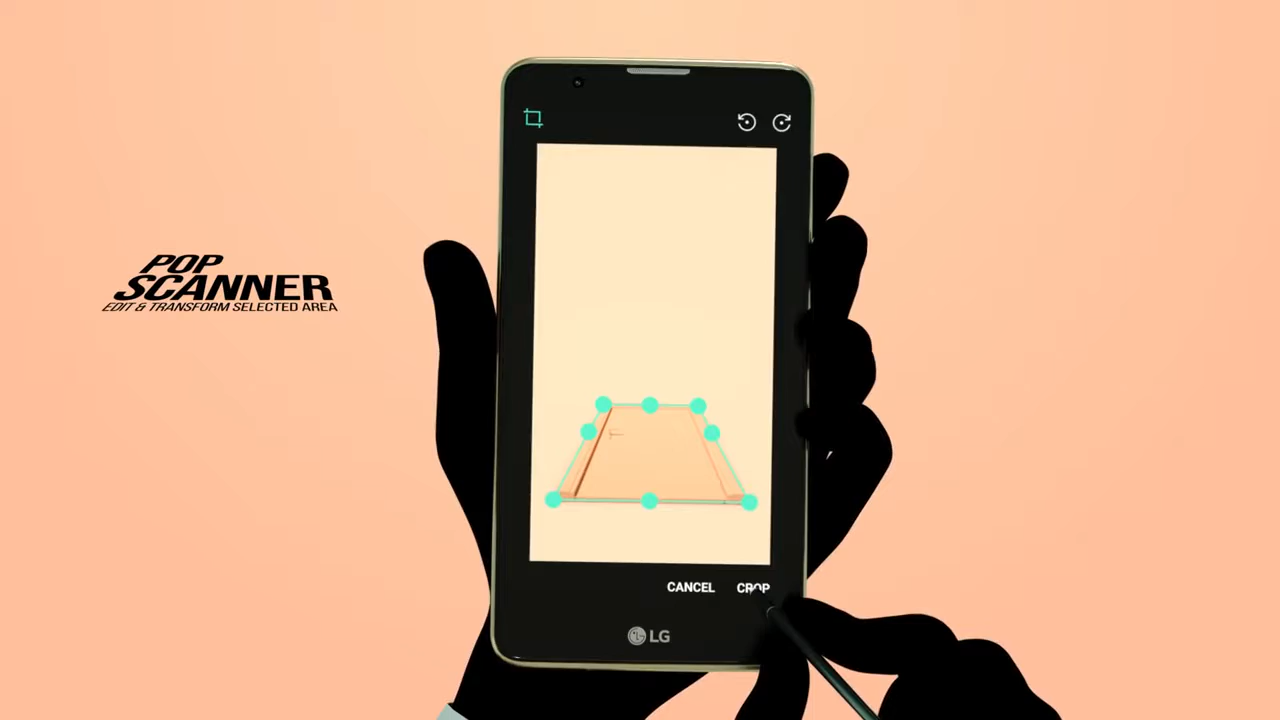 POP
SCANNER
EDIT & TRANSFORM SELECTED AREA
CANCEL CROP
LG